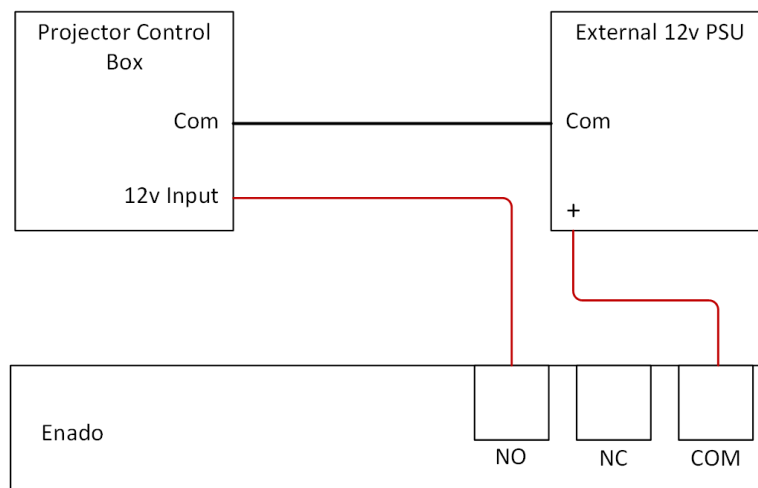 Projector Control
Box
External 12v PSU
Com
Com
12v Input
+
Enado
NO
NC
COM